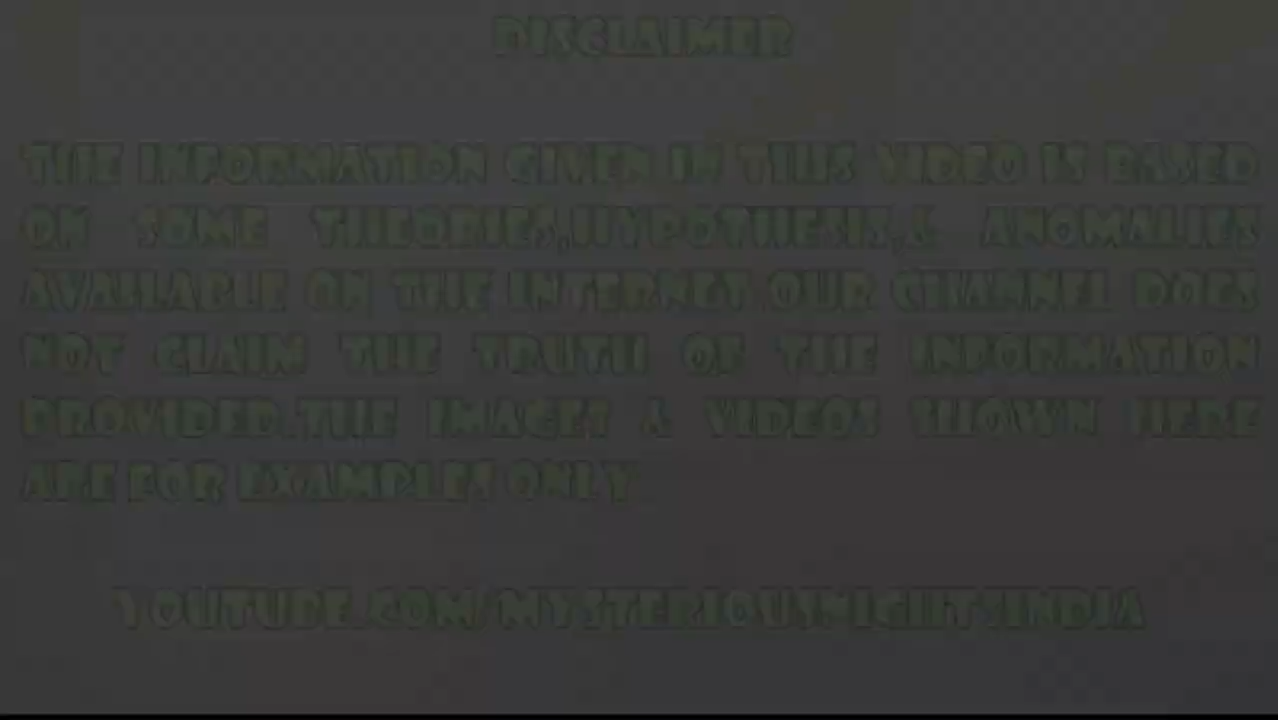 DISCLAIMER
THE INFORMATION GIVEN IN THIS VIDEO IS BASED
ON SOME THEORIES,HYPOTHESIS,& ANOMALIES
AVAILABLE ON THE INTERNET OUR CHANNEL DOES
NOT CLAIM THE TRUTH OF THE INFORMATION
PROVIDED.THE IMAGES & VIDEOS SHOWN HERE
ARE FOR EXAMPLES ONLY
YOUTUBE.COM/MYSTERIOUSNIGHTSINDIA